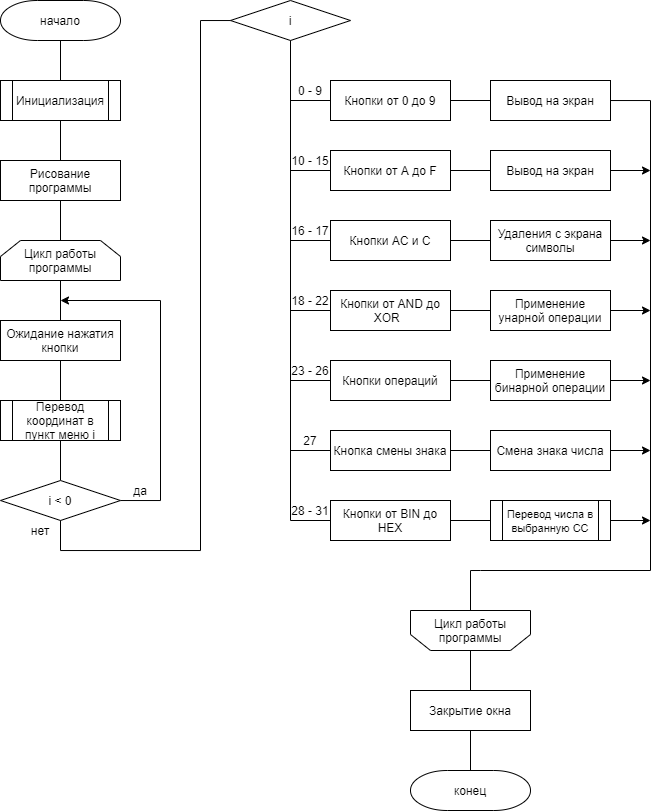 начало
Инициализация
Рисование
программы
Цикл работы
программы
Ожидание нажатия
кнопки
Перевод
координат в
пункт меню i
i < 0
да
нет
i
0 - 9
Кнопки от 0 до 9
Вывод на экран
10 - 15
Кнопки от A до F
Вывод на экран
16 - 17
Кнопки AC и C
Удаления с экрана
символы
18 - 22
Кнопки от AND до
XOR
Применение
унарной операции
23 - 26
Кнопки операций
Применение
бинарной операции
27
Кнопка смены знака
Смена знака числа
28 - 31
Кнопки от BIN до
HEX
Перевод числа в
выбранную СС
Цикл работы
программы
Закрытие окна
конец